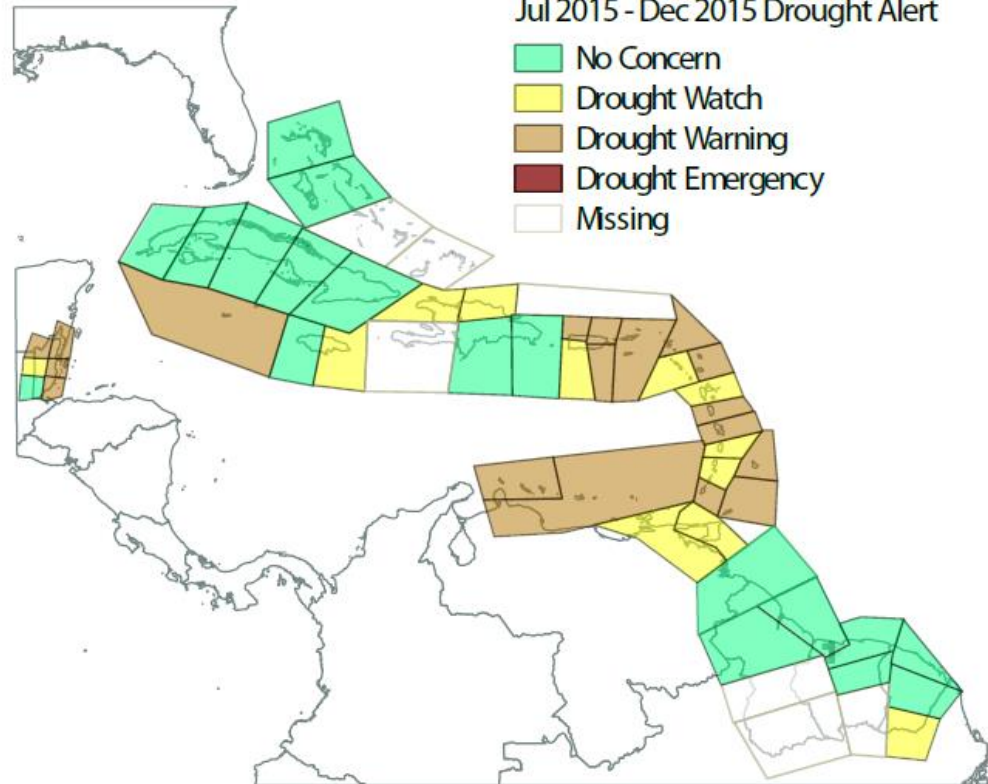 Jul 2015 - Dec 2015 Drought Alert
No Concern
Drought Watch
Drought Warning
Drought Emergency
Missing